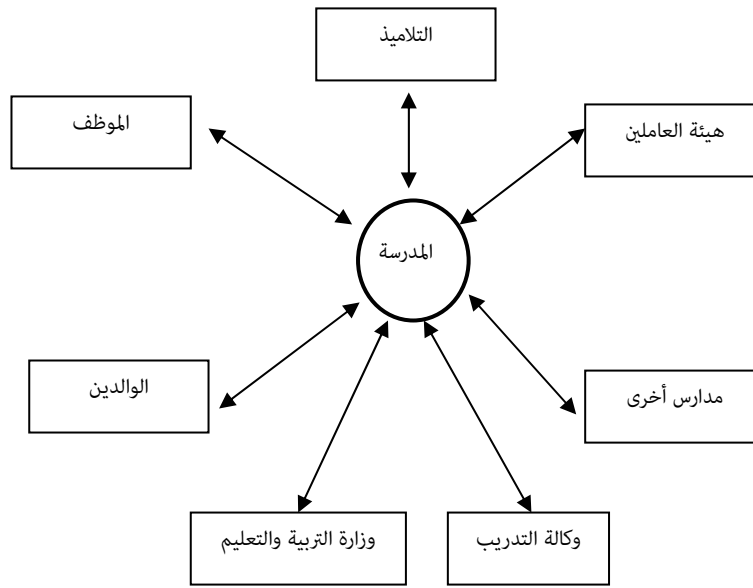 التلاميذ
الموظف
هيئة العاملين
المدرسة
الوالدين
مدارس أخرى
وزارة التربية والتعليم
وكالة التدريب